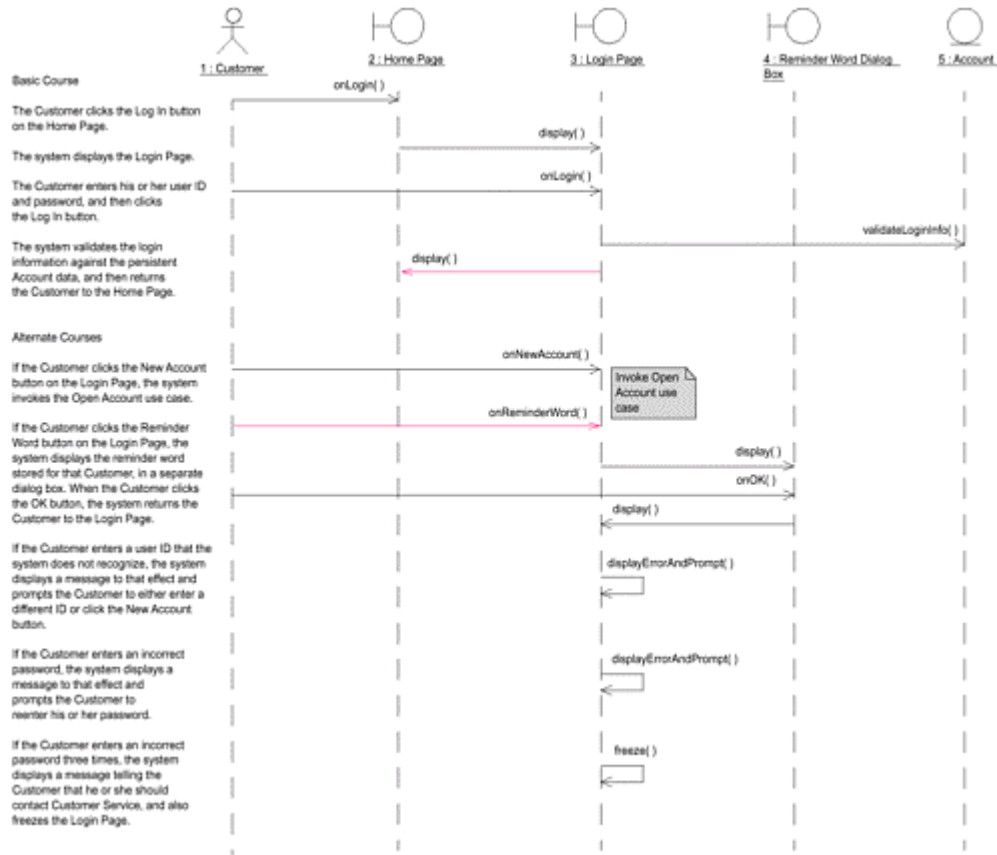 1 : Customer
2 : Home Page
3 : Login Page
4 : Reminder Word Dialog
Box
5 : Account
Basic Course
onLogin( )
The Customer clicks the Log In button
on the Home Page.
display( )
The system displays the Login Page.
onLogin( )
The Customer enters his or her user ID
and password, and then clicks
the Log In button.
validateLoginInfo( )
The system validates the login
information against the persistent
Account data, and then returns
the Customer to the Home Page.
display( )
Alternate Courses
onNewAccount( )
If the Customer clicks the New Account
button on the Login Page, the system
invokes the Open Account use case.
Invoke Open
Account use
case
onReminderWord( )
If the Customer clicks the Reminder
Word button on the Login Page, the
system displays the reminder word
stored for that Customer, in a separate
dialog box. When the Customer clicks
the OK button, the system returns the
Customer to the Login Page.
display( )
onOK( )
display( )
If the Customer enters a user ID that the
system does not recognize, the system
displays a message to that effect and
prompts the Customer to either enter a
different ID or click the New Account
button.
displayErrorAndPrompt( )
If the Customer enters an incorrect
password, the system displays a
message to that effect and
prompts the Customer to
reenter his or her password.
displayErrorAndPrompt( )
If the Customer enters an incorrect
password three times, the system
displays a message telling the
Customer that he or she should
contact Customer Service, and also
freezes the Login Page.
freeze( )